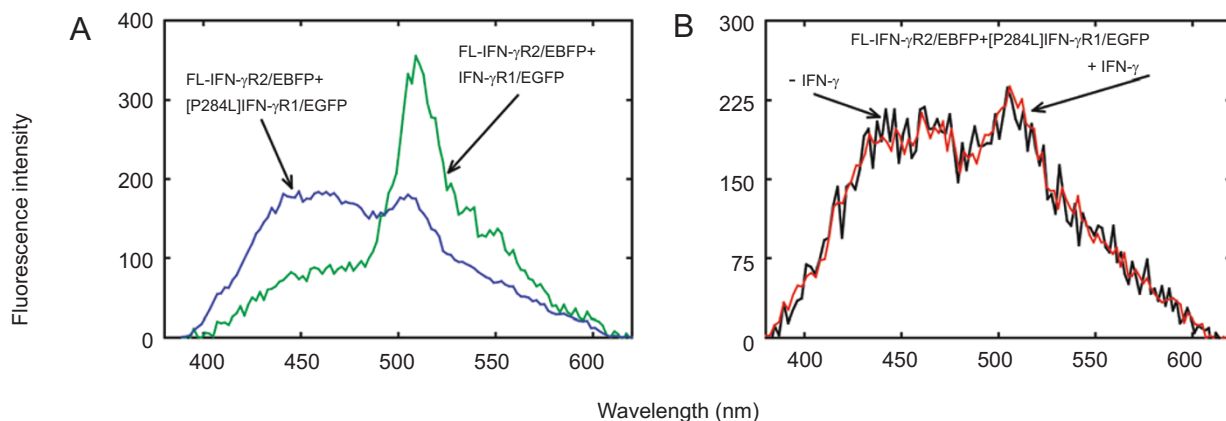 A
B
Fluorescence intensity
400
300
200
100
0
FL-IFN-γR2/EBFP+
[P284L]IFN-γR1/EGFP
FL-IFN-γR2/EBFP+
IFN-γR1/EGFP
400
450
500
550
600
300
225
150
75
0
FL-IFN-γR2/EBFP+[P284L]IFN-γR1/EGFP
- IFN-γ
+ IFN-γ
400
450
500
550
600
Wavelength (nm)